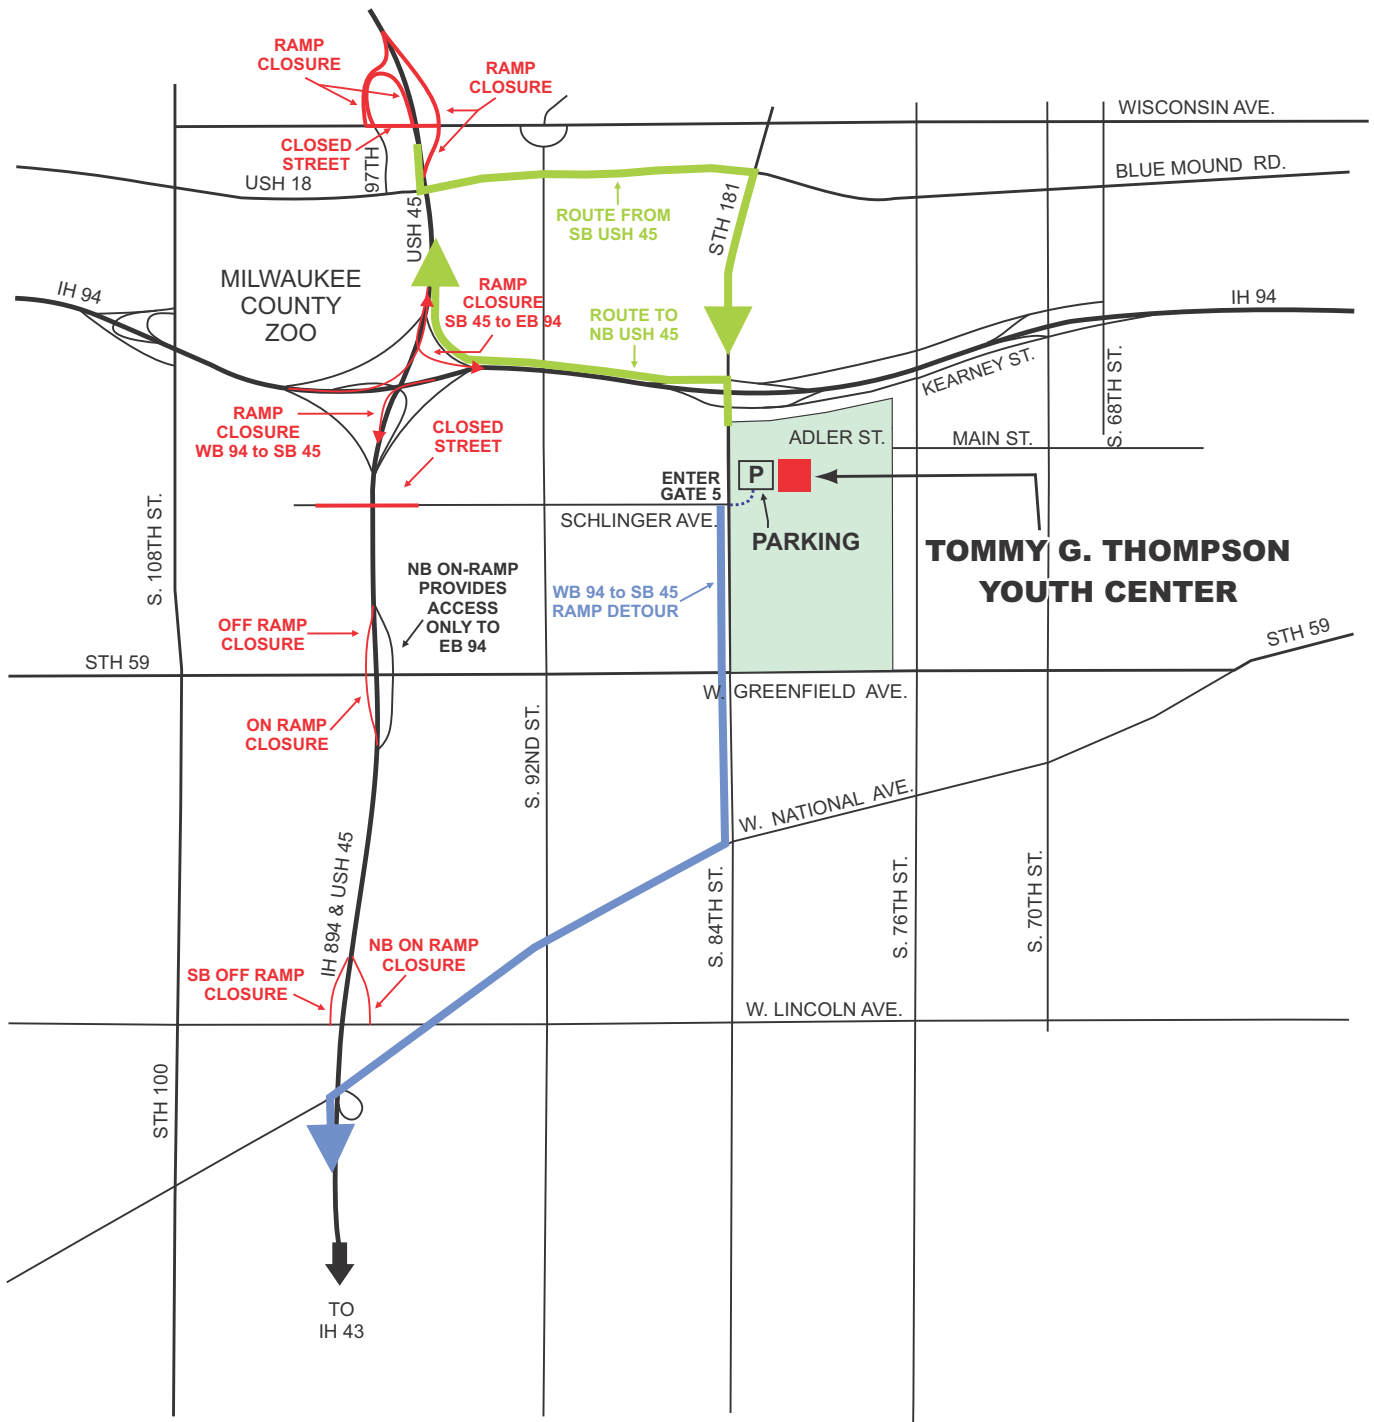 RAMP
CLOSURE
RAMP
CLOSURE
WISCONSIN AVE.
CLOSED
STREET
97TH
USH 18
BLUE MOUND RD.
USH 45
ROUTE FROM
SB USH 45
STH 181
MILWAUKEE
COUNTY
ZOO
IH 94
RAMP
CLOSURE
SB 45 to EB 94
ROUTE TO
NB USH 45
IH 94
KEARNEY ST.
S. 68TH ST.
RAMP
CLOSURE
WB 94 to SB 45
CLOSED
STREET
ADLER ST.
MAIN ST.
ENTER
GATE 5
P
SCHLINGER AVE.
PARKING
TOMMY G. THOMPSON
YOUTH CENTER
S. 108TH ST.
NB ON-RAMP
PROVIDES
ACCESS
ONLY TO
EB 94
WB 94 to SB 45
RAMP DETOUR
OFF RAMP
CLOSURE
STH 59
STH 59
W. GREENFIELD AVE.
ON RAMP
CLOSURE
S. 92ND ST.
W. NATIONAL AVE.
IH 894 & USH 45
S. 84TH ST.
S. 76TH ST.
S. 70TH ST.
NB ON RAMP
CLOSURE
SB OFF RAMP
CLOSURE
W. LINCOLN AVE.
STH 100
TO
IH 43